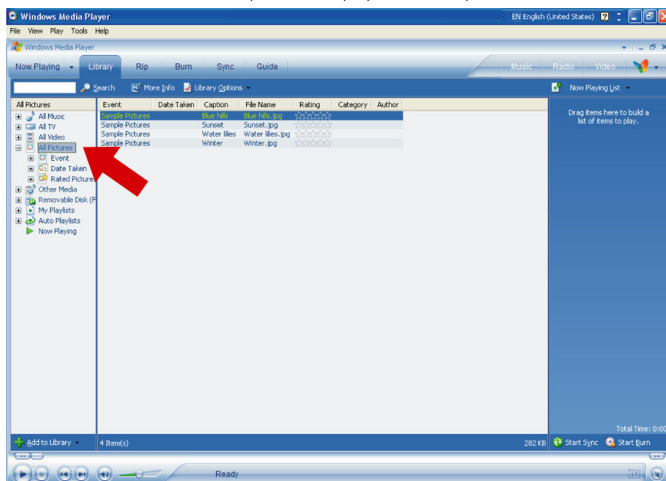 Windows Media Player
EN English (United States)
File View Play Tools Help
Windows Media Player
Now Playing Library Rip Burn Sync Guide Music Radio Video
Search More Info Library Options Now Playing List
All Pictures
All Music
All TV
All Video
All Pictures
Event
Date Taken
Rated Pictures
Other Media
Removable Disk (F
My Playlists
Auto Playlists
Now Playing
Event Date Taken Caption File Name Rating Category Author
Sample Pictures Blue hills Blue hills.jpg
Sample Pictures Sunset Sunset.jpg
Sample Pictures Water lilies Water lilies.jpg
Sample Pictures Winter Winter.jpg
Drag items here to build a
list of items to play.
Total Time: 0:00
Add to Library 4 Item(s) 282 KB Start Sync Start Burn
Ready